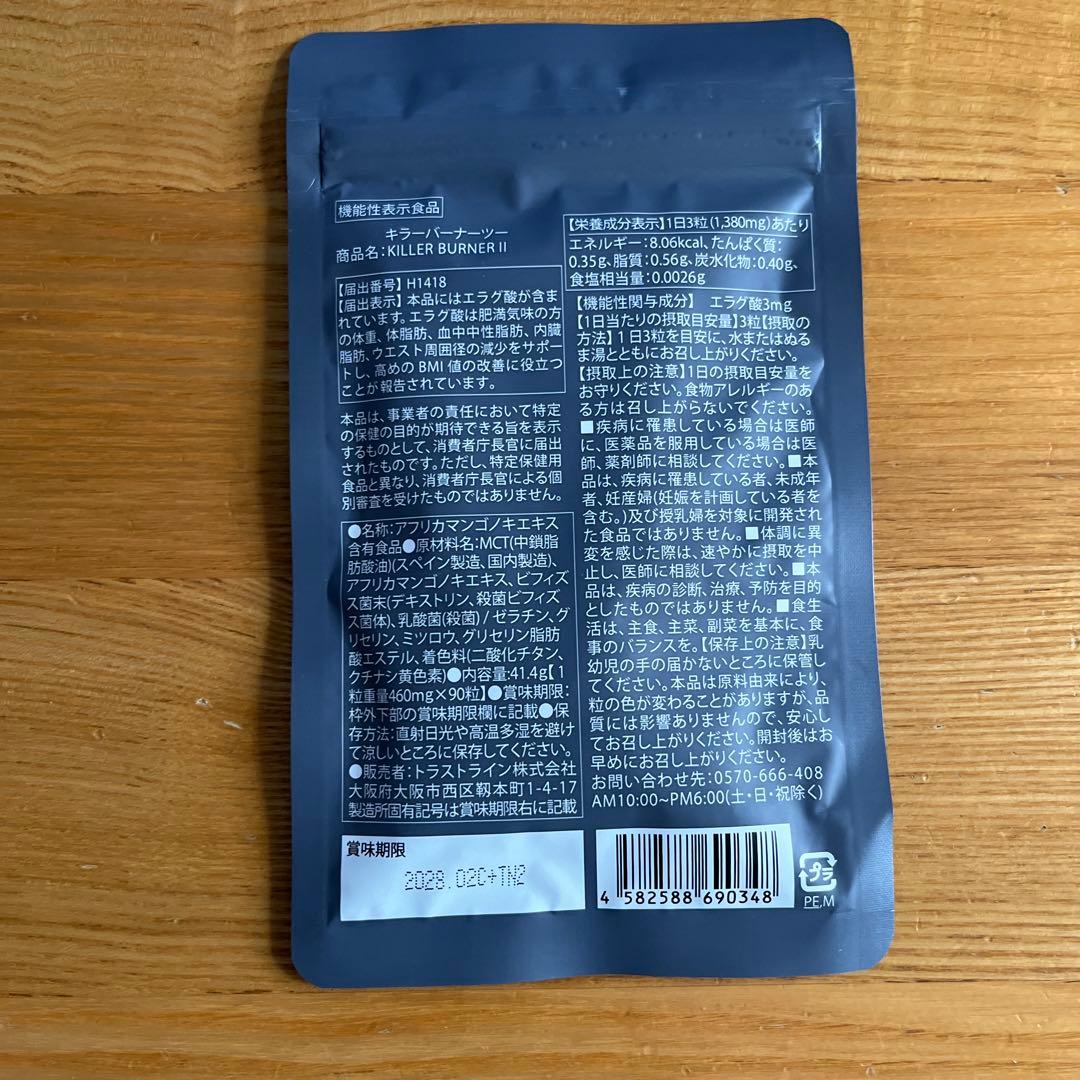 機能性表示食品
キラーバーナーツー
商品名:KILLER BURNER II
【届出番号】H1418
【届出表示】本品にはエラグ酸が含ま
れています。エラグ酸は肥満気味の方
の体重、体脂肪、血中中性脂肪、内臓
脂肪、ウエスト周囲径の減少をサポー
トし、高めのBMI値の改善に役立つ
ことが報告されています。
本品は、事業者の責任において特定
の保健の目的が期待できる旨を表示
するものとして、消費者庁長官に届出
されたものです。ただし、特定保健用
食品と異なり、消費者庁長官による個
別審査を受けたものではありません。
●名称:アフリカマンゴノキエキス
含有食品●原材料名:MCT(中鎖脂
肪酸油)(スペイン製造、国内製造)、
アフリカマンゴノキエキス、ビフィズ
ス菌末(デキストリン、殺菌ビフィズ
ス菌体)、乳酸菌(殺菌)/ゼラチン、グ
リセリン、ミツロウ、グリセリン脂肪
酸エステル、着色料(二酸化チタン、
クチナシ黄色素)●内容量:41.4g【1
粒重量460mg×90粒】●賞味期限:
枠外下部の賞味期限欄に記載●保
存方法:直射日光や高温多湿を避け
て涼しいところに保存してください。
●販売者:トラストライン株式会社
大阪府大阪市西区靱本町1-4-17
製造所固有記号は賞味期限右に記載
【栄養成分表示】1日3粒(1,380mg)あたり
エネルギー:8.06kcal、たんぱく質:
0.35g、脂質:0.56g、炭水化物:0.40g、
食塩相当量:0.0026g
【機能性関与成分】 エラグ酸3mg
【1日当たりの摂取目安量】3粒【摂取の
方法】1日3粒を目安に、水またはぬる
ま湯とともにお召し上がりください。
【摂取上の注意】1日の摂取目安量を
お守りください。食物アレルギーのあ
る方は召し上がらないでください。
■疾病に罹患している場合は医師
に、医薬品を服用している場合は医
師、薬剤師に相談してください。■本
品は、疾病に罹患している者、未成年
者、妊産婦(妊娠を計画している者を
含む。)及び授乳婦を対象に開発され
た食品ではありません。■体調に異
変を感じた際は、速やかに摂取を中
止し、医師に相談してください。■本
品は、疾病の診断、治療、予防を目的
としたものではありません。■食生
活は、主食、主菜、副菜を基本に、食
事のバランスを。【保存上の注意】乳
幼児の手の届かないところに保管し
てください。本品は原料由来により、
粒の色が変わることがありますが、品
質には影響ありませんので、安心し
てお召し上がりください。開封後はお
早めにお召し上がりください。
お問い合わせ先:0570-666-408
AM10:00~PM6:00(土・日・祝除く)
賞味期限
2028.02C+TN2
4 582588 690348
プラ
PE,M